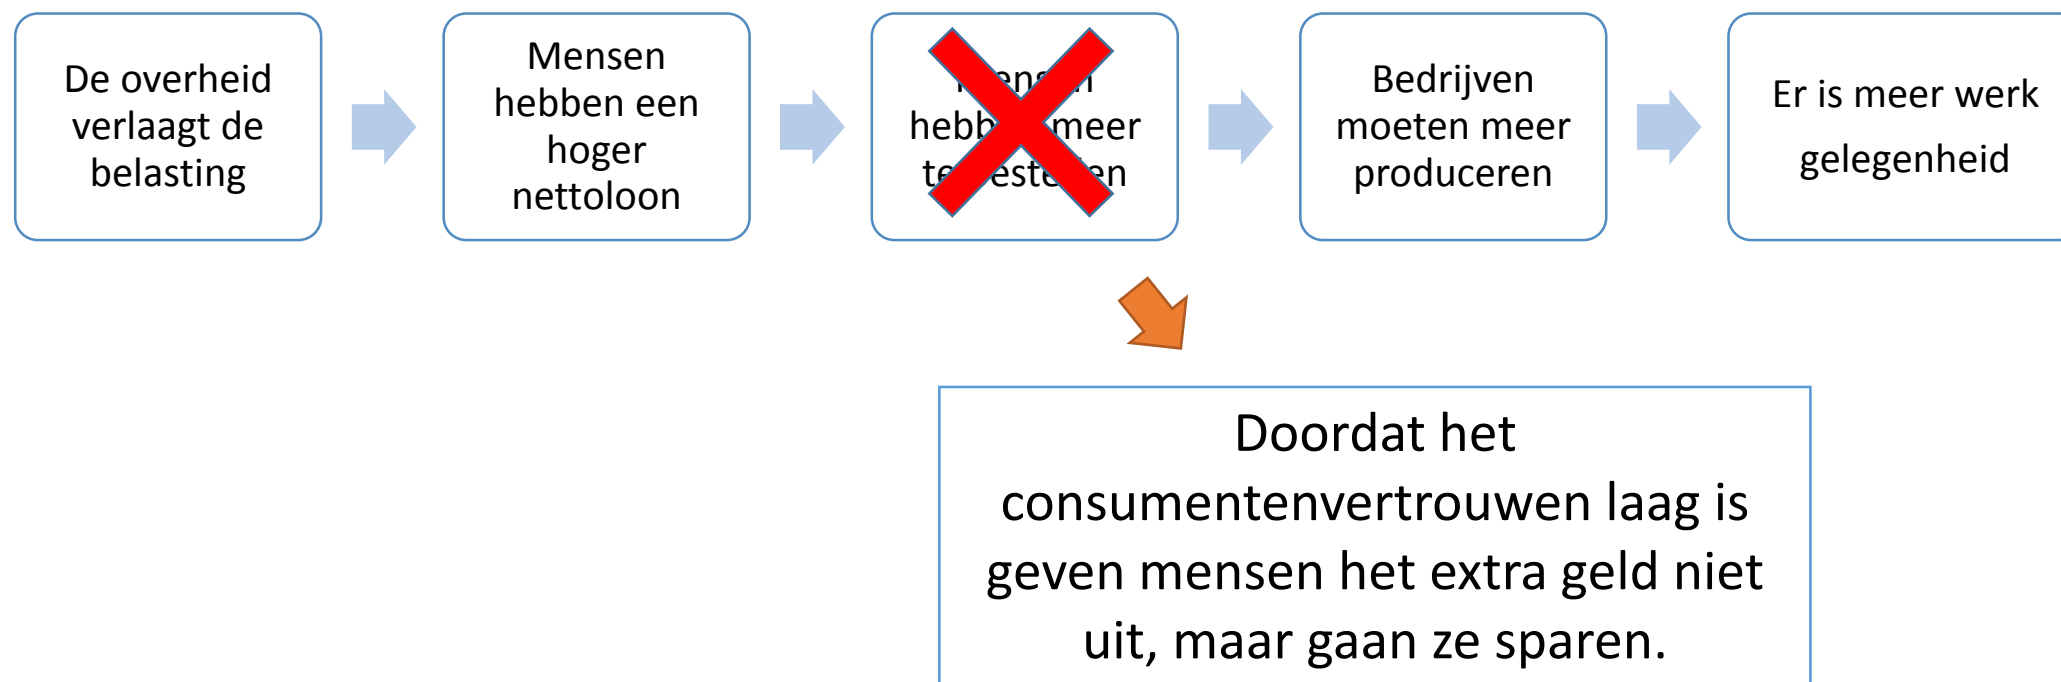 De overheid
verlaagt de
belasting
Mensen
hebben een
hoger
nettoloon
meer
Bedrijven
moeten meer
produceren
Er is meer werk
gelegenheid
Doordat het
consumentenvertrouwen laag is
geven mensen het extra geld niet
uit, maar gaan ze sparen.